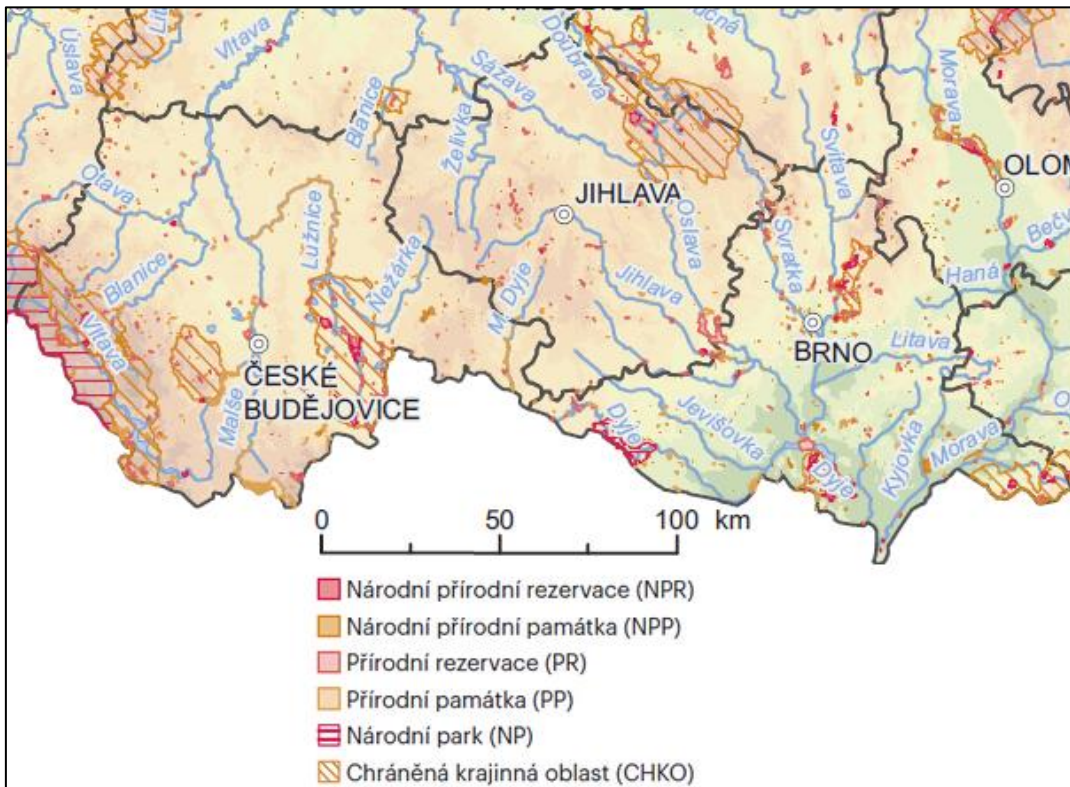 Úslava
Vltava
Doubrava
Sázava
Morava
Blanice
Želivka
Svitava
OLOM
Otava
JIHLAVA
Lužnice
Oslava
Svratka
Bečv
Blanice
Nežárka
M. Dyje
Jihlava
Haná
Vltava
BRNO
Litava
ČESKÉ
BUDĚJOVICE
Malše
Dyje
Jevišovka
Dyje
Kyjovka
Morava
O
0 50 100 km
Národní přírodní rezervace (NPR)
Národní přírodní památka (NPP)
Přírodní rezervace (PR)
Přírodní památka (PP)
Národní park (NP)
Chráněná krajinná oblast (CHKO)